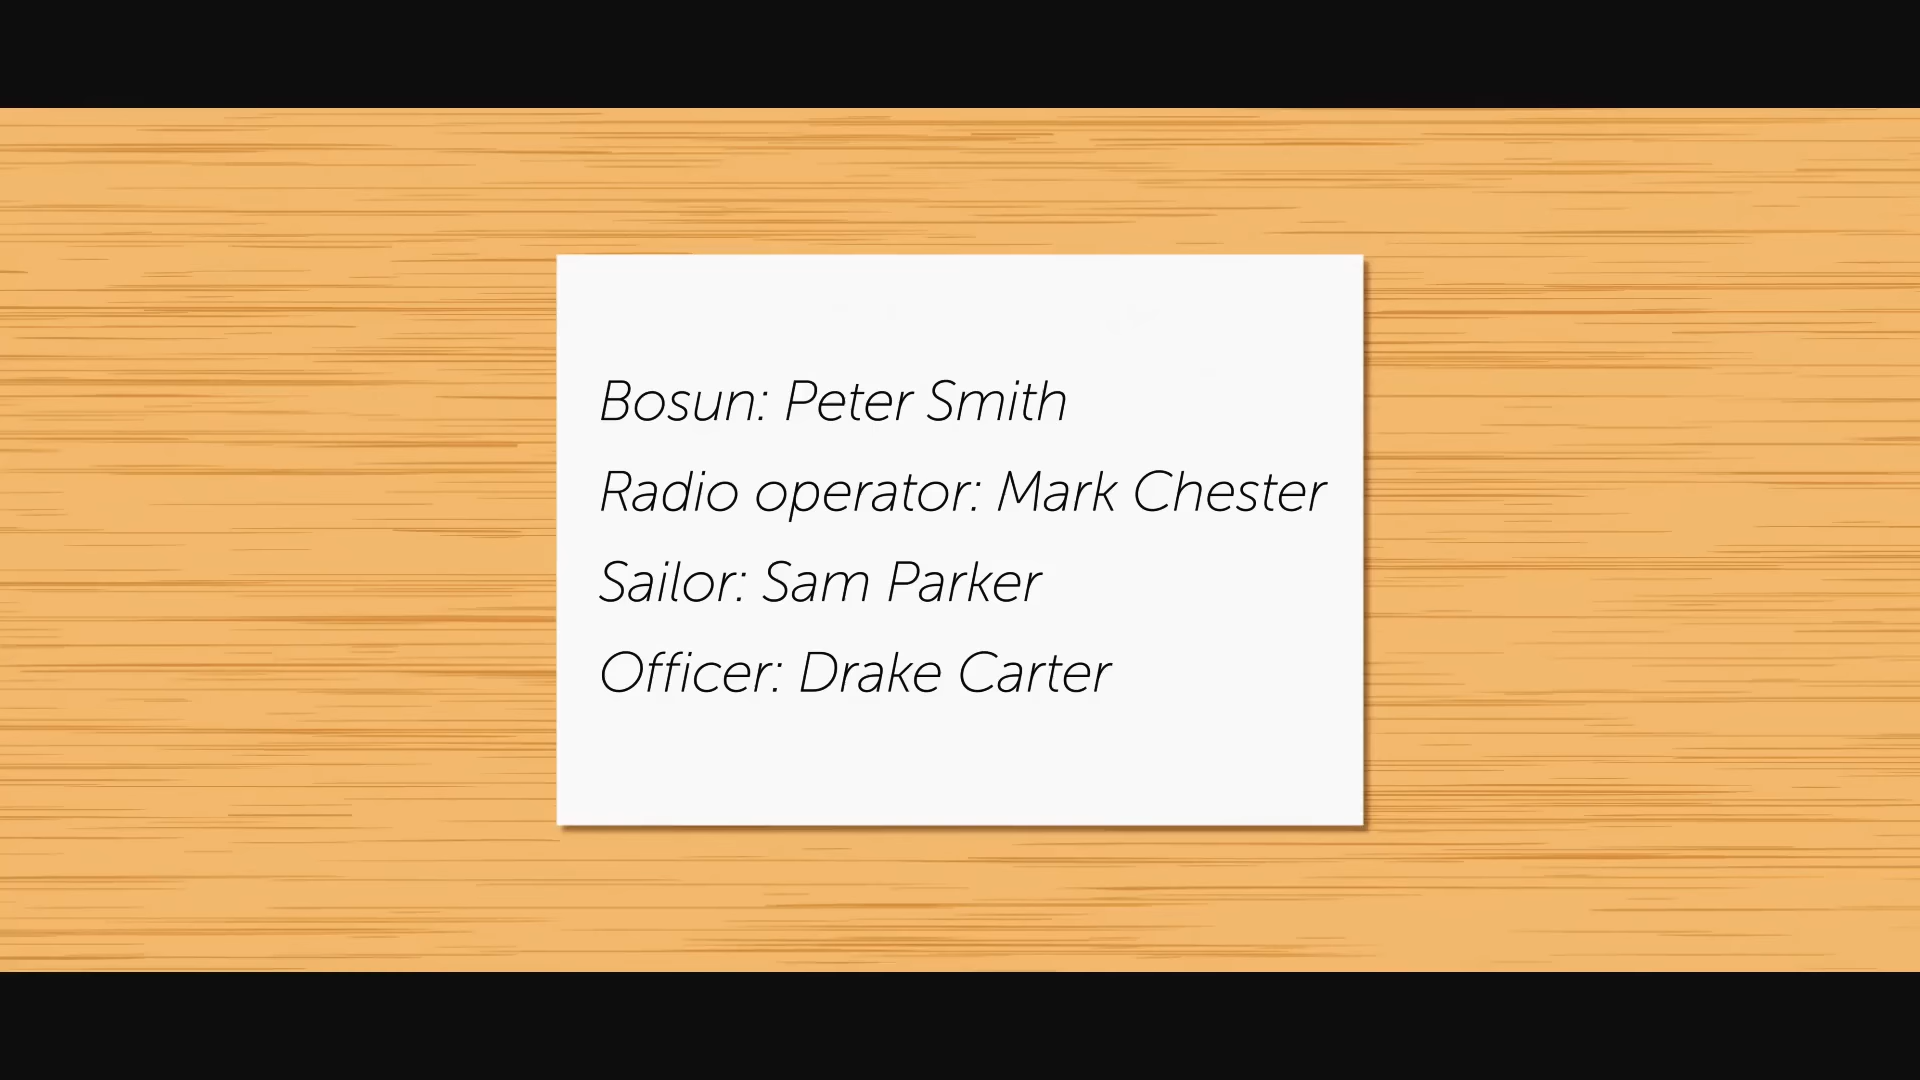 Bosun: Peter Smith
Radio operator: Mark Chester
Sailor: Sam Parker
Officer: Drake Carter